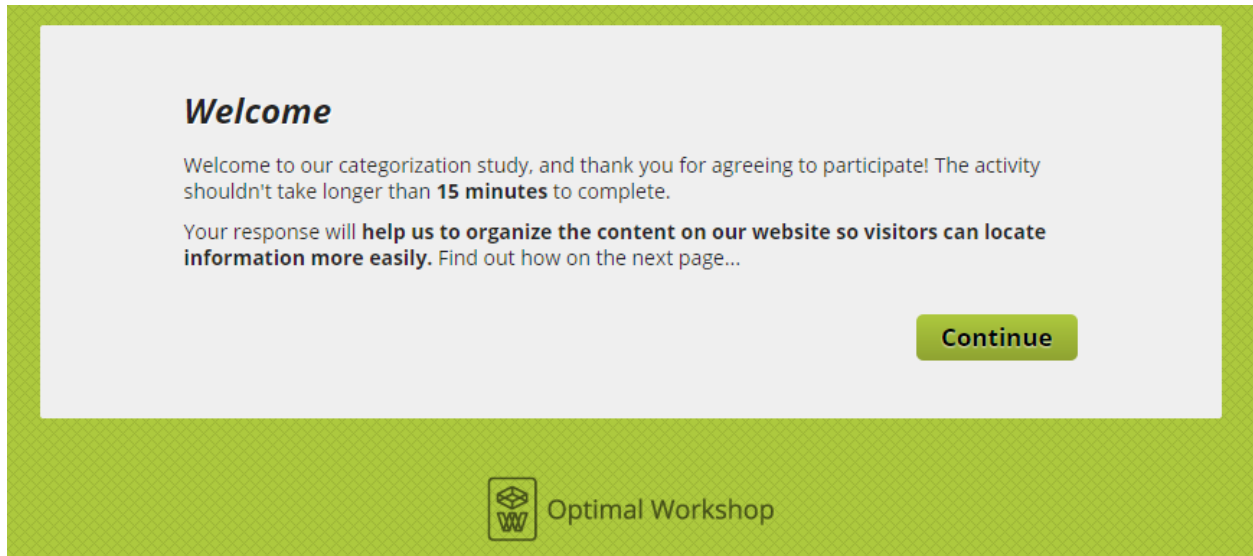 Welcome
Welcome to our categorization study, and thank you for agreeing to participate! The activity
shouldn't take longer than 15 minutes to complete.
Your response will help us to organize the content on our website so visitors can locate
information more easily. Find out how on the next page...
Continue
OW
Optimal Workshop